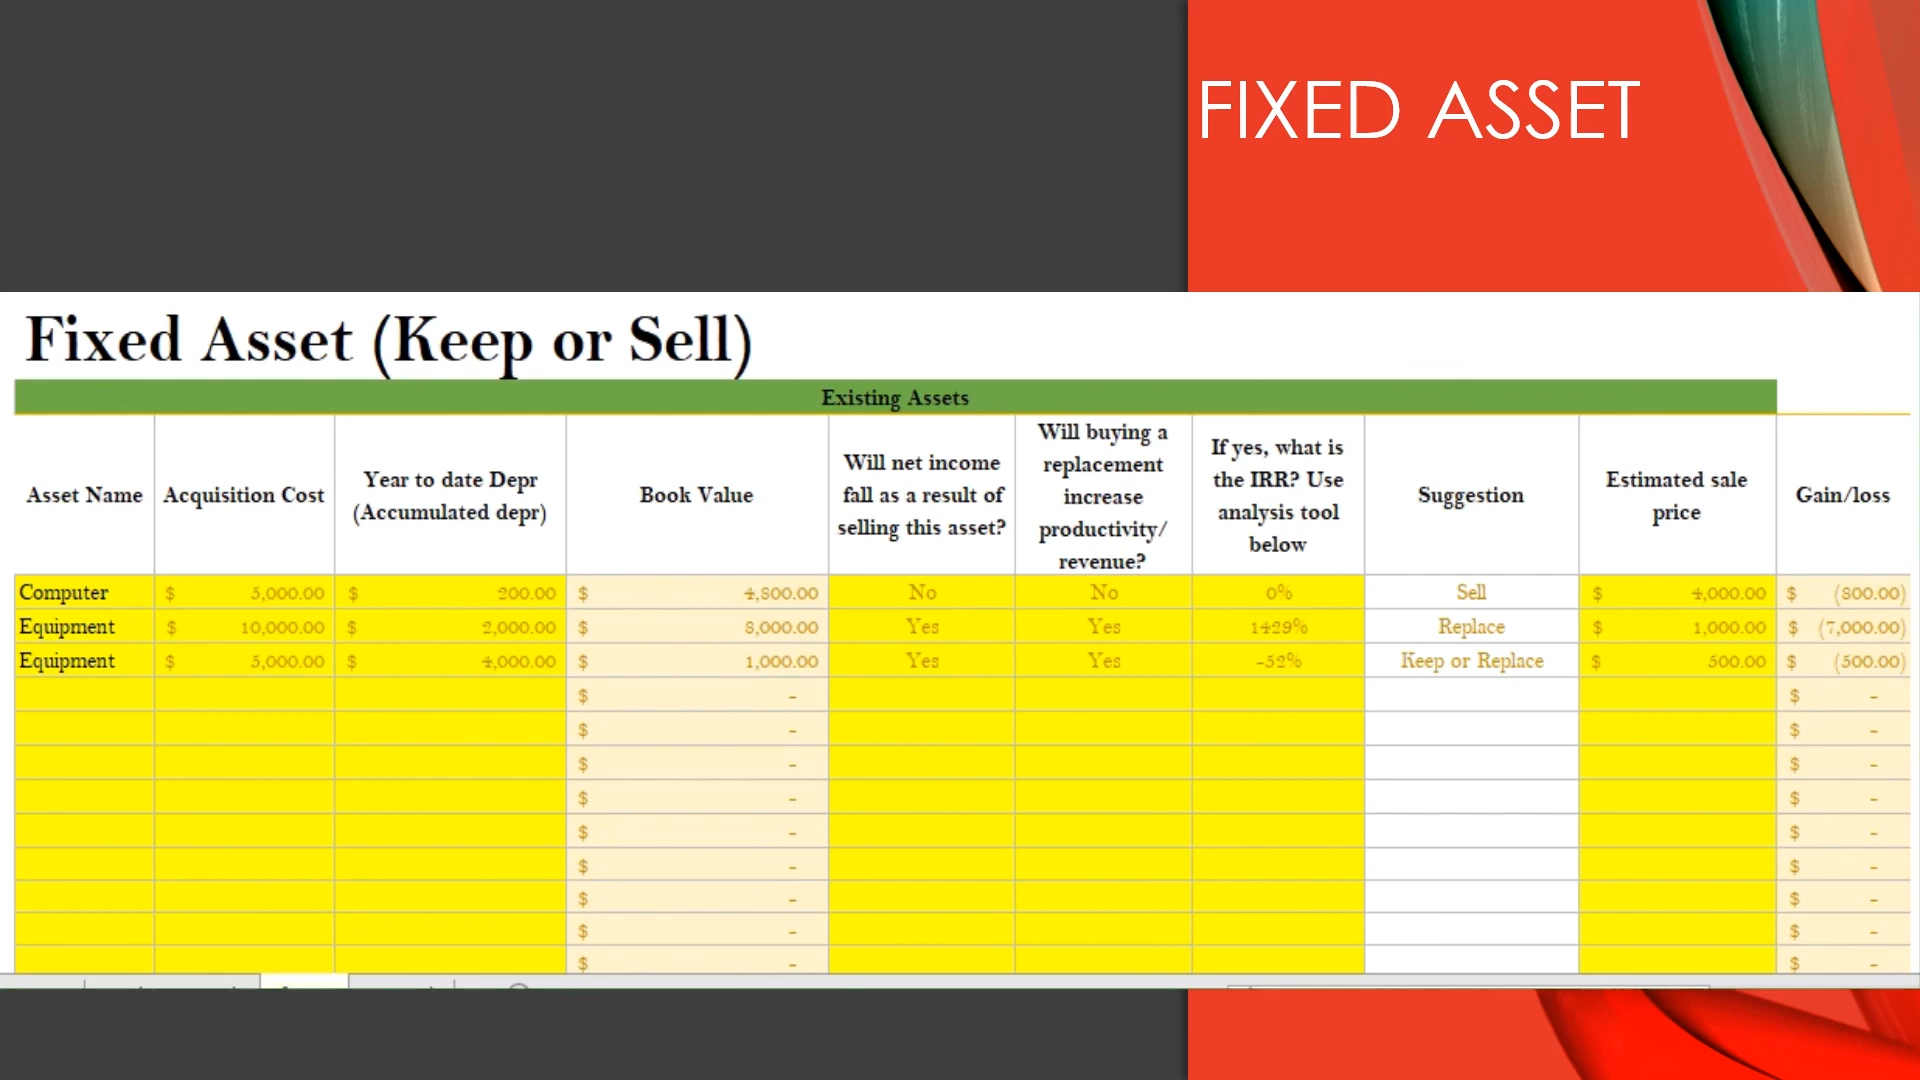 FIXED ASSET
Fixed Asset (Keep or Sell)
Existing Assets
Asset Name
Acquisition Cost
Year to date Depr
(Accumulated depr)
Book Value
Will net income
fall as a result of
selling this asset?
Will buying a
replacement
increase
productivity/
revenue?
If yes, what is
the IRR? Use
analysis tool
below
Suggestion
Estimated sale
price
Gain/loss
Computer $ 5,000.00 $ 200.00 $ 4,800.00 No No 0% Sell $ 4,000.00 $ (800.00)
Equipment $ 10,000.00 $ 2,000.00 $ 8,000.00 Yes Yes 1429% Replace $ 1,000.00 $ (7,000.00)
Equipment $ 5,000.00 $ 4,000.00 $ 1,000.00 Yes Yes -52% Keep or Replace $ 500.00 $ (500.00)
$ - $ -
$ - $ -
$ - $ -
$ - $ -
$ - $ -
$ - $ -
$ - $ -
$ - $ -
$ - $ -